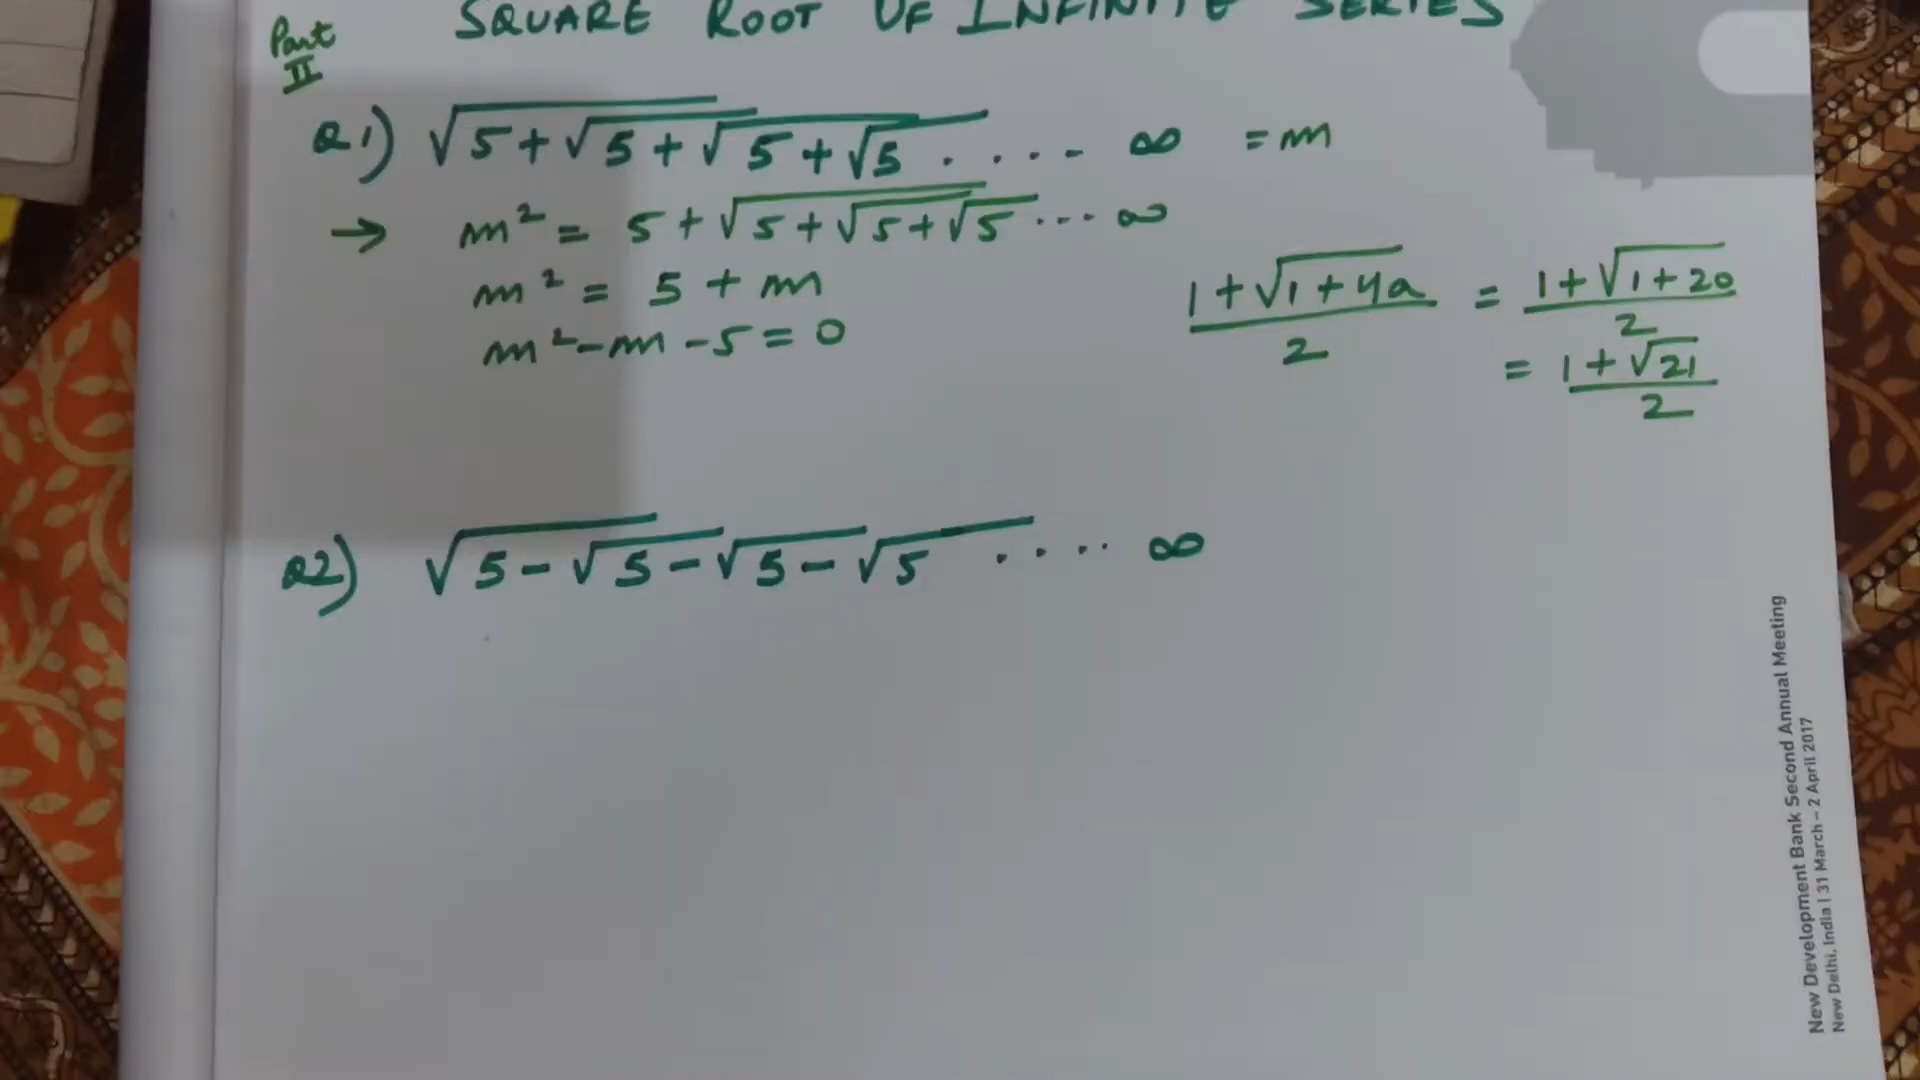 Part II
SQUARE ROOT OF INFINITE SERIES
Q1) √5+√5+√5+√5 . . . . - ∞ = m
→ m² = 5 + √5+√5+√5 ... ∞
m² = 5 + m
m² - m - 5 = 0
1+√1+4a / 2 = 1+√1+20 / 2
= 1+√21 / 2
Q2) √5-√5-√5-√5 . . . . ∞
New Development Bank Second Annual Meeting
New Delhi, India | 31 March – 2 April 2017